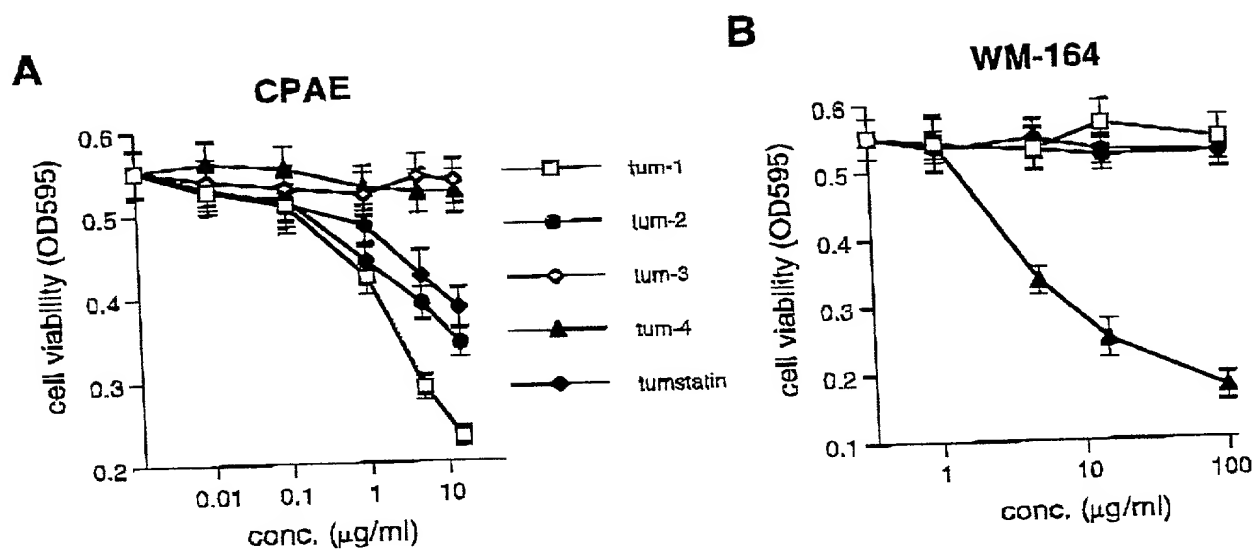 A
CPAE
cell viability (OD595)
0.6
0.5
0.4
0.3
0.2
0.01
0.1
1
10
conc. (μg/ml)
tum-1
tum-2
tum-3
tum-4
tumstatin
B
WM-164
cell viability (OD595)
0.6
0.5
0.4
0.3
0.2
0.1
1
10
100
conc. (μg/ml)